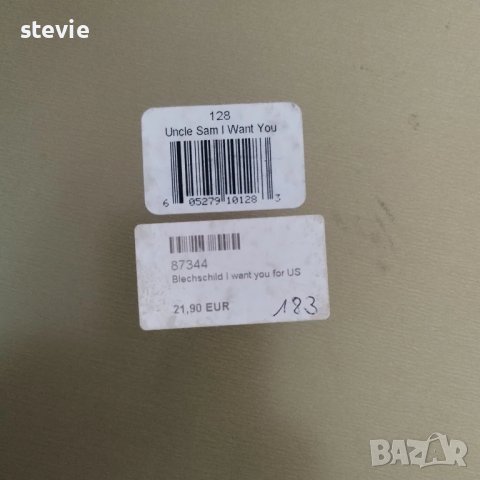 stevie
128
Uncle Sam I Want You
6 05279 10128 3
87344
Blechschild I want you for US
21,90 EUR
183
BAZAR